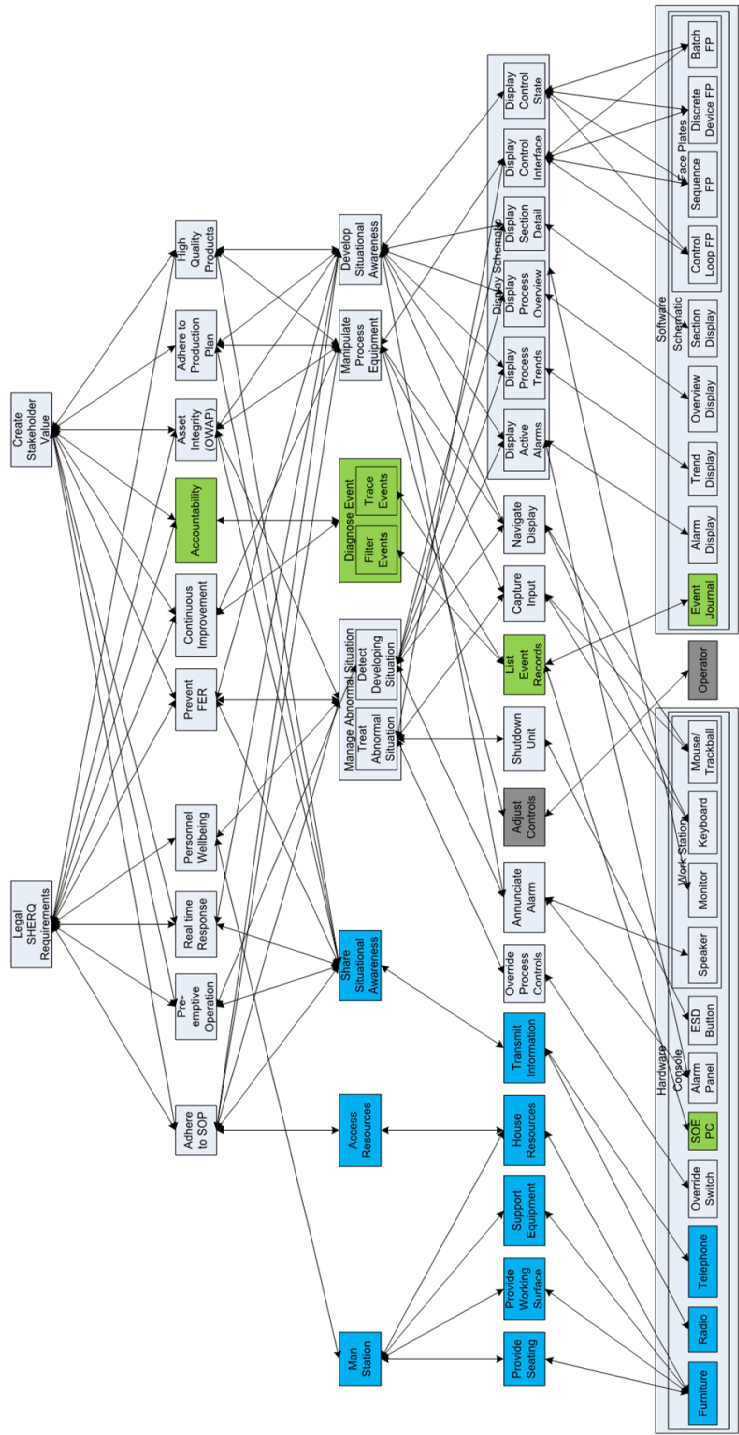 Legal
SHERQ
Requirements
Create
Stakeholder
Value
Adhere
to SOP
Pre-
emptive
Operation
Real time
Response
Personnel
Wellbeing
Prevent
FER
Continuous
Improvement
Accountability
Asset
Integrity
(OWAP)
Adhere to
Production
Plan
High
Quality
Products
Man
Station
Access
Resources
Share
Situational
Awareness
Manage Abnormal Situation
Treat
Abnormal
Situation
Detect
Developing
Situation
Diagnose Event
Filter
Events
Trace
Events
Manipulate
Process
Equipment
Develop
Situational
Awareness
Provide
Seating
Provide
Working
Surface
Support
Equipment
House
Resources
Transmit
Information
Override
Process
Controls
Annunciate
Alarm
Adjust
Controls
Shutdown
Unit
List
Event
Records
Capture
Input
Navigate
Display
Display Schematic
Display
Active
Alarms
Display
Process
Trends
Display
Process
Overview
Display
Section
Detail
Display
Control
Interface
Display
Control
State
Hardware
Console
Furniture
Radio
Telephone
Override
Switch
SOE
PC
Alarm
Panel
ESD
Button
Work Station
Speaker
Monitor
Keyboard
Mouse/
Trackball
Operator
Software
Schematic
Event
Journal
Alarm
Display
Trend
Display
Overview
Display
Section
Display
Face Plates
Control
Loop FP
Sequence
FP
Discrete
Device FP
Batch
FP